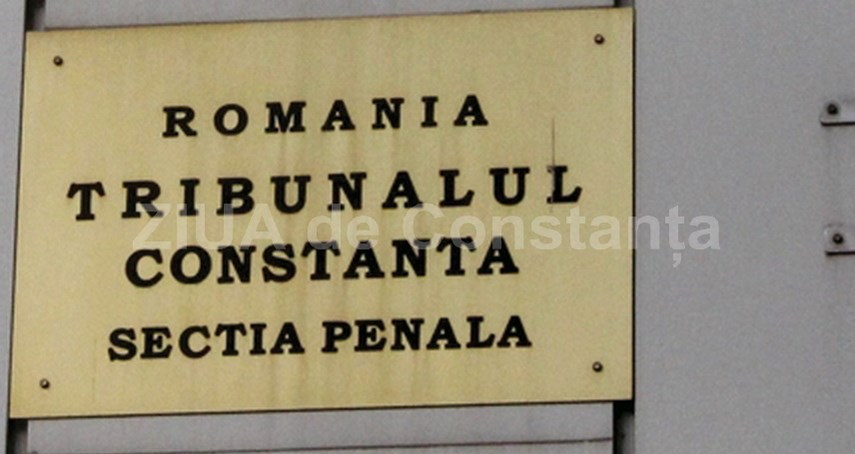 ROMANIA
TRIBUNALUL
ZIUA de Constanța
CONSTANTA
SECTIA PENALA